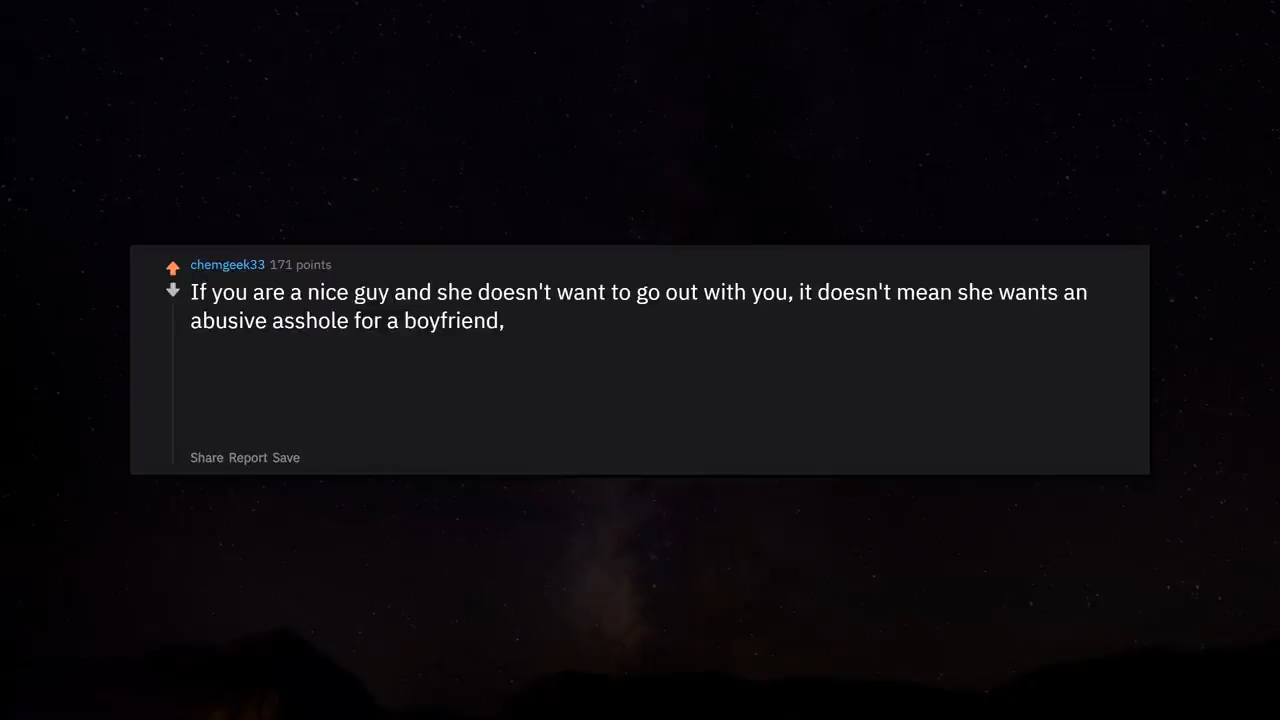 chemgeek33 171 points
If you are a nice guy and she doesn't want to go out with you, it doesn't mean she wants an
abusive asshole for a boyfriend,
Share Report Save